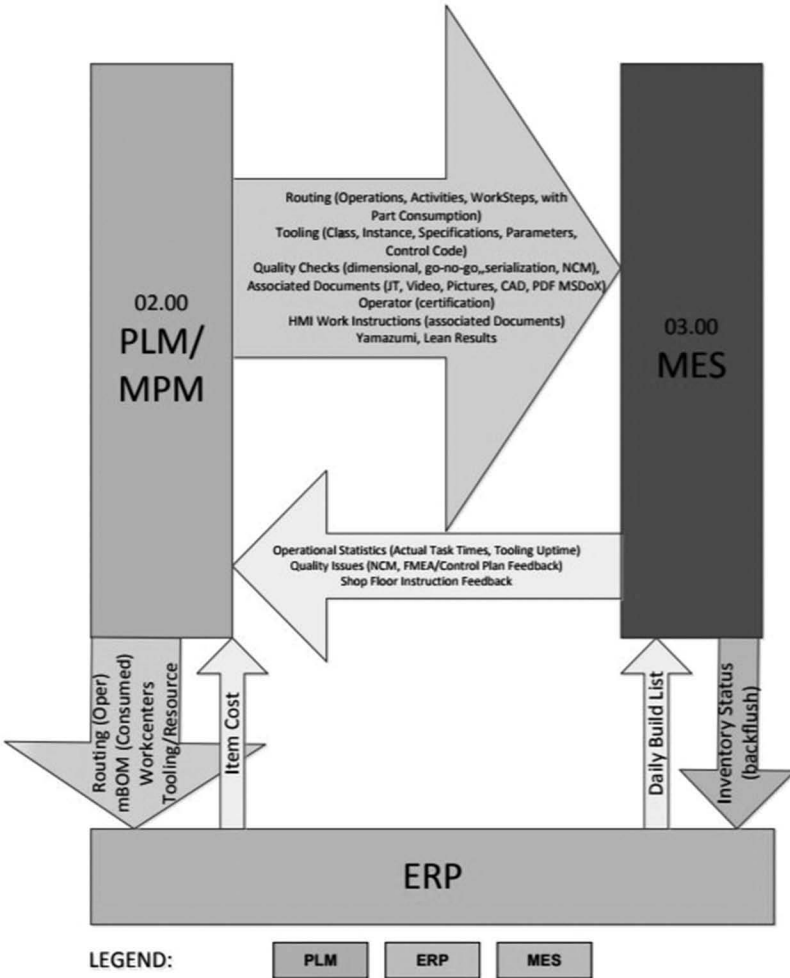 Routing (Operations, Activities, WorkSteps, with
Part Consumption)
Tooling (Class, Instance, Specifications, Parameters,
Control Code)
Quality Checks (dimensional, go-no-go,,serialization, NCM),
Associated Documents (JT, Video, Pictures, CAD, PDF MSDoX)
Operator (certification)
HMI Work Instructions (associated Documents)
Yamazumi, Lean Results
02.00
PLM/
MPM
03.00
MES
Operational Statistics (Actual Task Times, Tooling Uptime)
Quality Issues (NCM, FMEA/Control Plan Feedback)
Shop Floor Instruction Feedback
Routing (Oper)
mBOM (Consumed)
Workcenters
Tooling/Resource
Item Cost
Daily Build List
Inventory Status
(backflush)
ERP
LEGEND:
PLM
ERP
MES